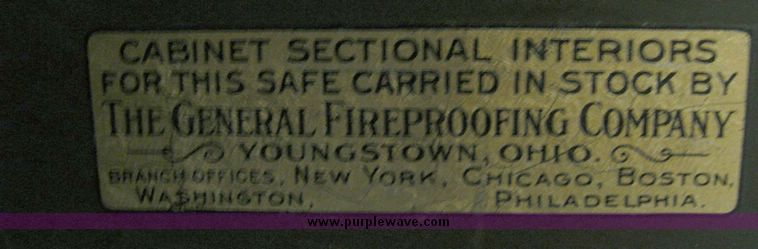 CABINET SECTIONAL INTERIORS
FOR THIS SAFE CARRIED IN STOCK BY
THE GENERAL FIREPROOFING COMPANY
YOUNGSTOWN, OHIO.
BRANCH OFFICES, NEW YORK, CHICAGO, BOSTON,
WASHINGTON, PHILADELPHIA.
www.purplewave.com